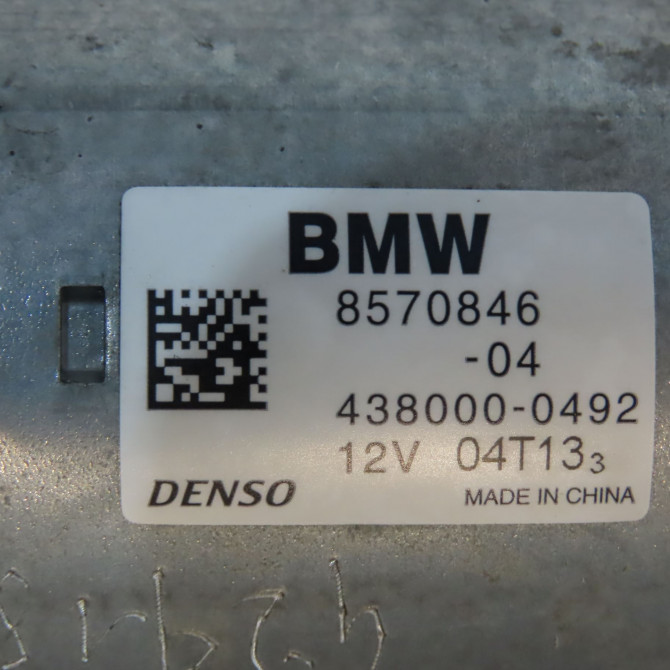 BMW
8570846
-04
438000-0492
12V 04T133
DENSO
MADE IN CHINA